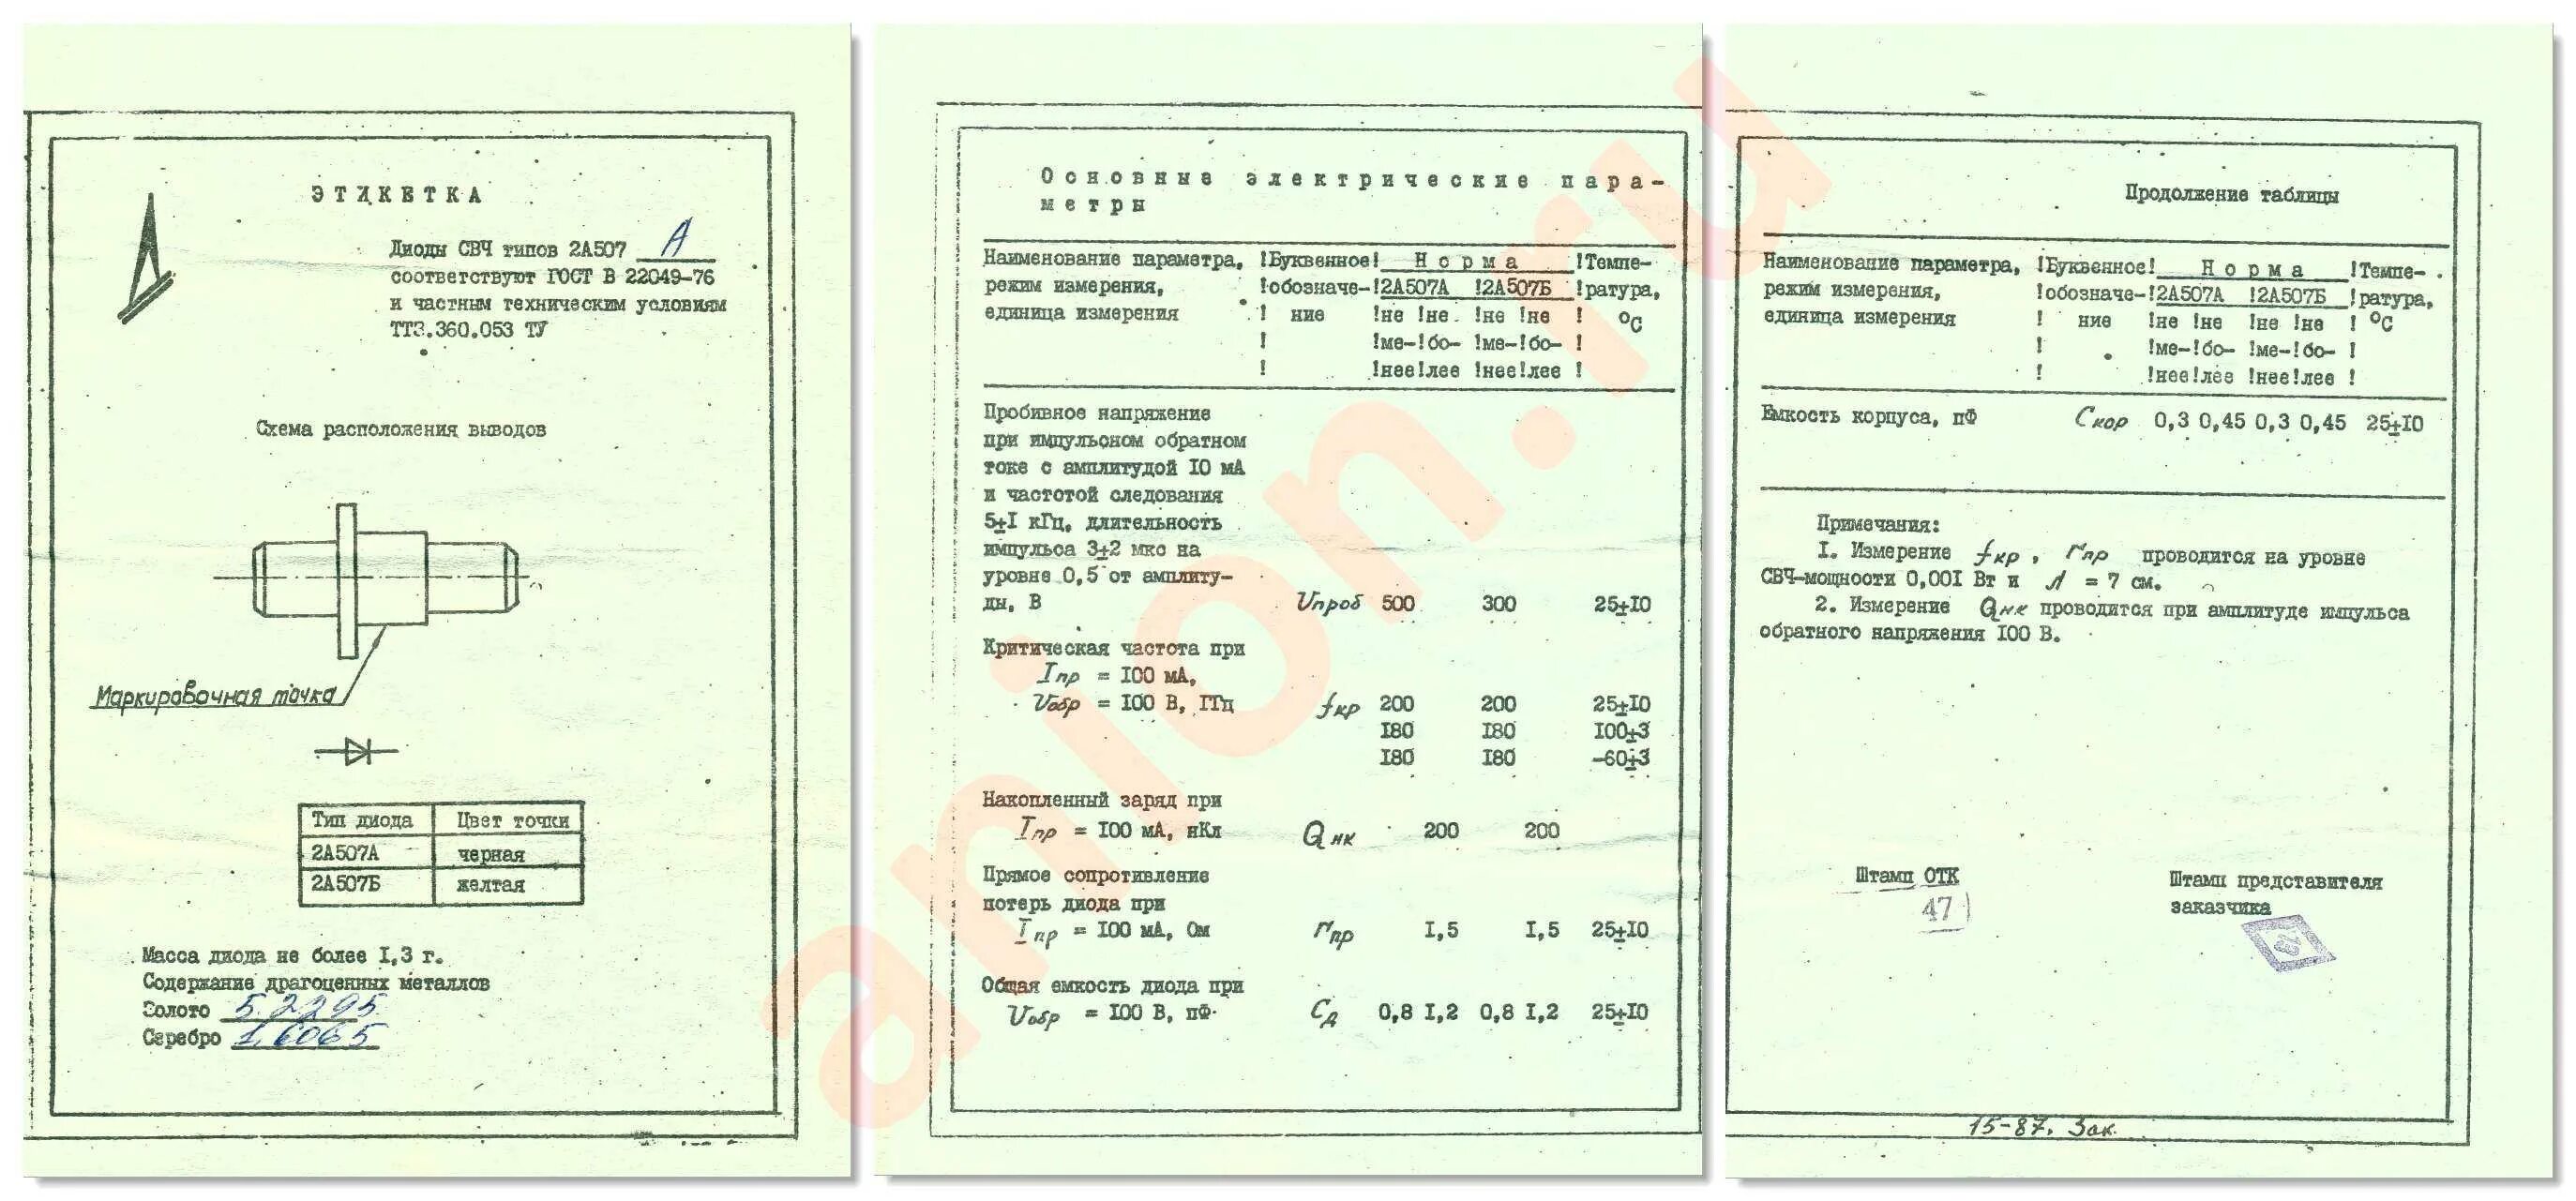 ЭТИКЕТКА
Диоды СВЧ типов 2А507 А
соответствуют ГОСТ В 22049-76
и частным техническим условиям
ТТ3.360.053 ТУ
Схема расположения выводов
Маркировочная точка
Тип диода Цвет точки
2А507А черная
2А507Б желтая
Масса диода не более 1,3 г.
Содержание драгоценных металлов
Золото 5.2295
Серебро 1,6065
Основные электрические пара-
метры
Наименование параметра, !Буквенное! Норма !Темпе-
режим измерения, !обозначе-!2А507А !2А507Б !ратура,
единица измерения ! ние !не !не !не !не ! °С
! !ме-!бо- !ме-!бо- !
! !нее!лее !нее!лее !
Пробивное напряжение
при импульсном обратном
токе с амплитудой 10 мА
и частотой следования
5±1 кГц, длительность
импульса 3±2 мкс на
уровне 0,5 от амплиту-
ды, В Uпроб 500 300 25±10
Критическая частота при
Iпр = 100 мА,
Uобр = 100 В, ГГц fкр 200 200 25±10
180 180 100±3
180 180 -60±3
Накопленный заряд при
Iпр = 100 мА, нКл Qнк 200 200
Прямое сопротивление
потерь диода при
Iпр = 100 мА, Ом rпр 1,5 1,5 25±10
Общая емкость диода при
Uобр = 100 В, пФ Сд 0,8 1,2 0,8 1,2 25±10
Продолжение таблицы
Наименование параметра, !Буквенное! Норма !Темпе-
режим измерения, !обозначе-!2А507А !2А507Б !ратура,
единица измерения ! ние !не !не !не !не ! °С
! !ме-!бо- !ме-!бо- !
! !нее!лее !нее!лее !
Емкость корпуса, пФ Скор 0,3 0,45 0,3 0,45 25±10
Примечания:
1. Измерение fкр, rпр проводится на уровне
СВЧ-мощности 0,001 Вт и λ = 7 см.
2. Измерение Qнк проводится при амплитуде импульса
обратного напряжения 100 В.
Штамп ОТК
47
Штамп представителя
заказчика
15-87. Зак.
anion.ru